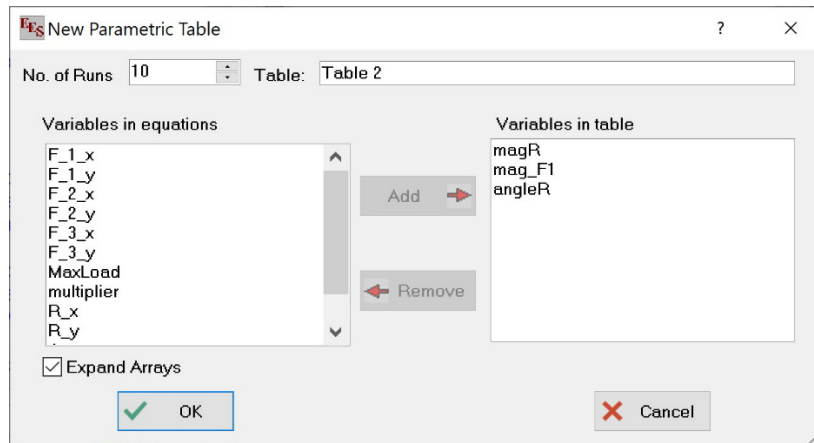 EES New Parametric Table ? ×
No. of Runs 10 Table: Table 2
Variables in equations
F_1_x
F_1_y
F_2_x
F_2_y
F_3_x
F_3_y
MaxLoad
multiplier
R_x
R_y
Add
Remove
Variables in table
magR
mag_F1
angleR
Expand Arrays
OK
Cancel